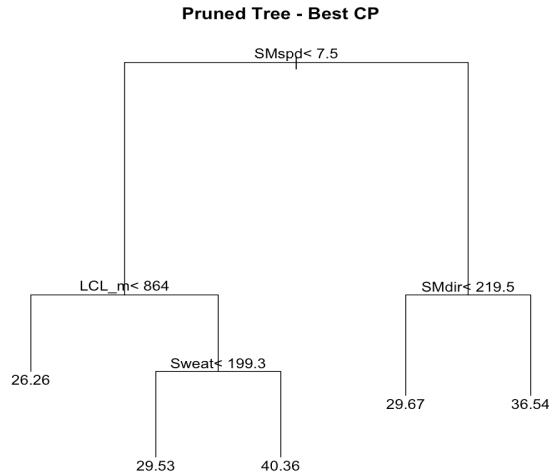 Pruned Tree - Best CP
SMspd< 7.5
LCL_m< 864
SMdir< 219.5
Sweat< 199.3
26.26
29.67
36.54
29.53
40.36